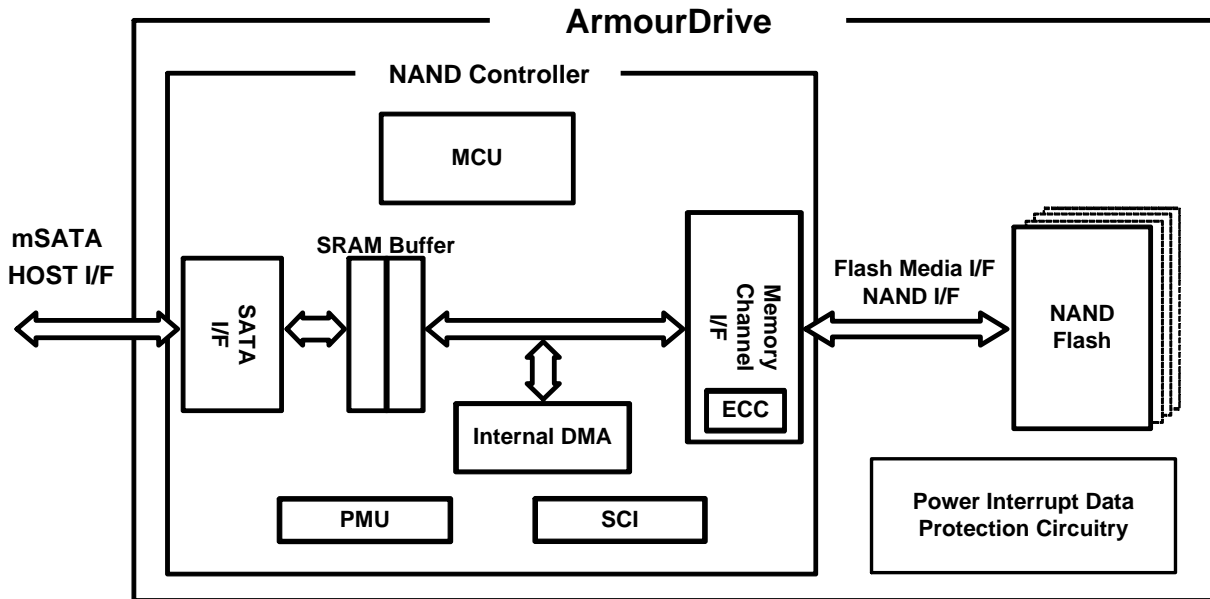 ArmourDrive
NAND Controller
MCU
mSATA
HOST I/F
SRAM Buffer
SATA
I/F
Memory
Channel
I/F
ECC
Flash Media I/F
NAND I/F
NAND
Flash
Internal DMA
PMU
SCI
Power Interrupt Data
Protection Circuitry